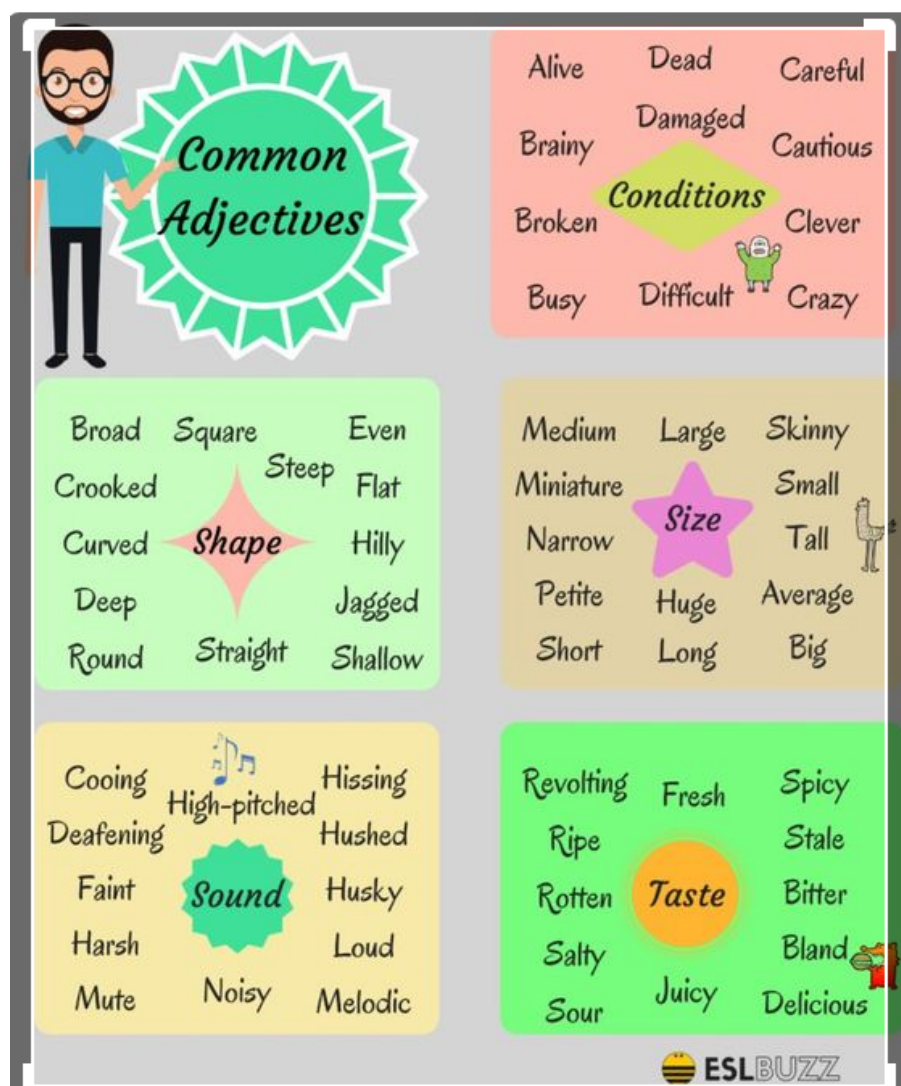 Common
Adjectives
Alive Dead Careful
Brainy Damaged Cautious
Conditions
Broken Clever
Busy Difficult Crazy
Broad Square Even
Crooked Steep Flat
Curved Shape Hilly
Deep Jagged
Round Straight Shallow
Medium Large Skinny
Miniature Small
Narrow Size Tall
Petite Huge Average
Short Long Big
Cooing High-pitched Hissing
Deafening Hushed
Faint Sound Husky
Harsh Loud
Mute Noisy Melodic
Revolting Fresh Spicy
Ripe Stale
Rotten Taste Bitter
Salty Bland
Sour Juicy Delicious
ESLBUZZ